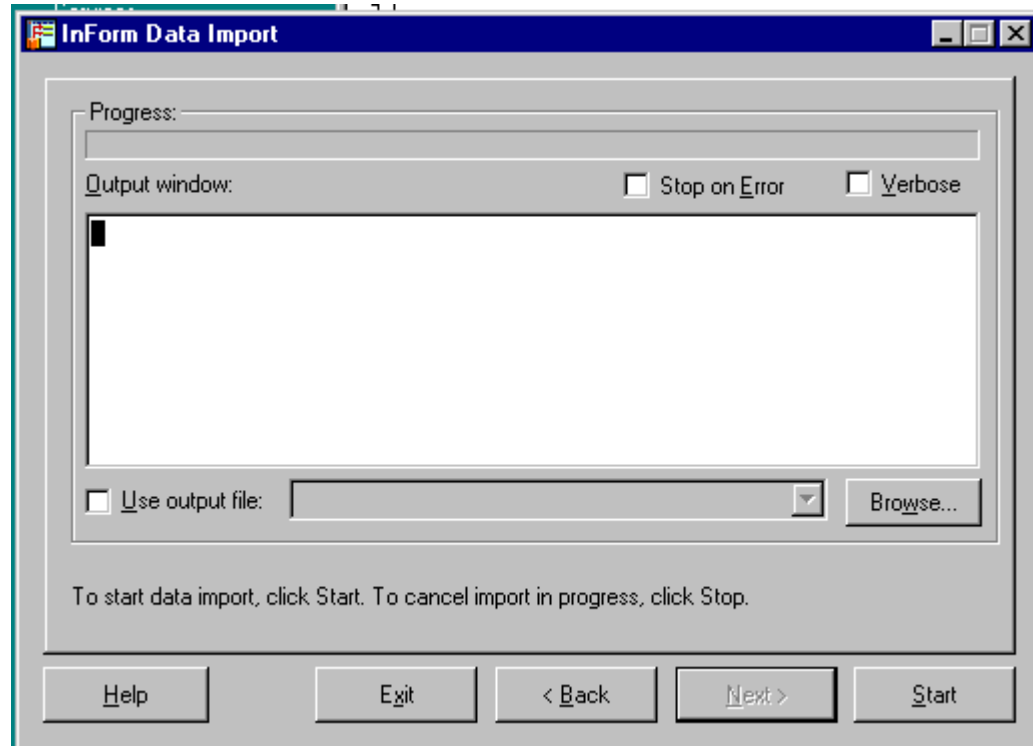 InForm Data Import
Progress:
Output window:
Stop on Error
Verbose
Use output file:
Browse...
To start data import, click Start. To cancel import in progress, click Stop.
Help
Exit
< Back
Next >
Start